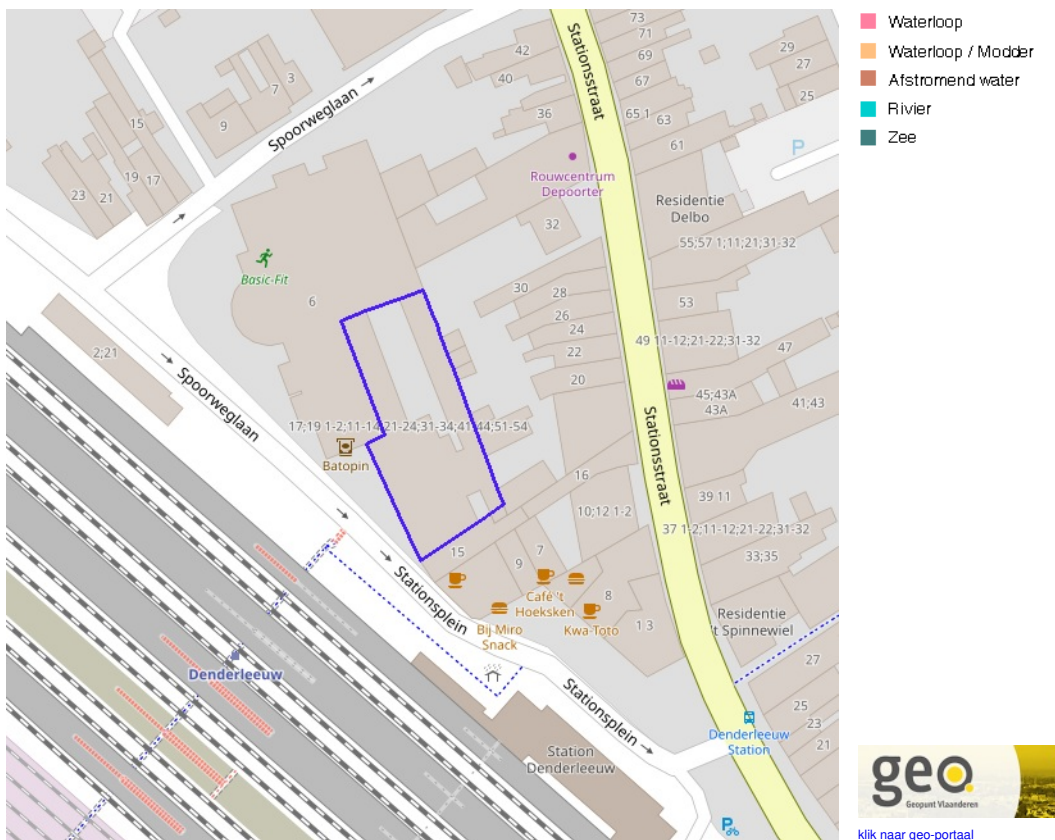 Waterloop
Waterloop / Modder
Afstromend water
Rivier
Zee
Stationsstraat
73
71
69
67
65 1
63
61
42
40
36
29
27
25
P
3
7
9
15
19
17
23
21
Spoorweglaan
Rouwcentrum
Depoorter
32
Residentie
Delbo
55;57 1;11;21;31-32
Basic-Fit
6
30
28
26
24
22
20
53
49 11-12;21-22;31-32
47
45;43A
43A
41;43
2;21
Spoorweglaan
17;19 1-2;11-14;21-24;31-34;41-44;51-54
Batopin
Stationsstraat
16
10;12 1-2
39 11
37 1-2;11-12;21-22;31-32
33;35
15
9
7
8
1 3
Café 't
Hoeksken
Bij-Miro
Snack
Kwa-Toto
Stationsplein
Residentie
't Spinnewiel
27
25
23
21
Denderleeuw
Stationsplein
Station
Denderleeuw
Denderleeuw
Station
P
geo.
Geopunt Vlaanderen
klik naar geo-portaal